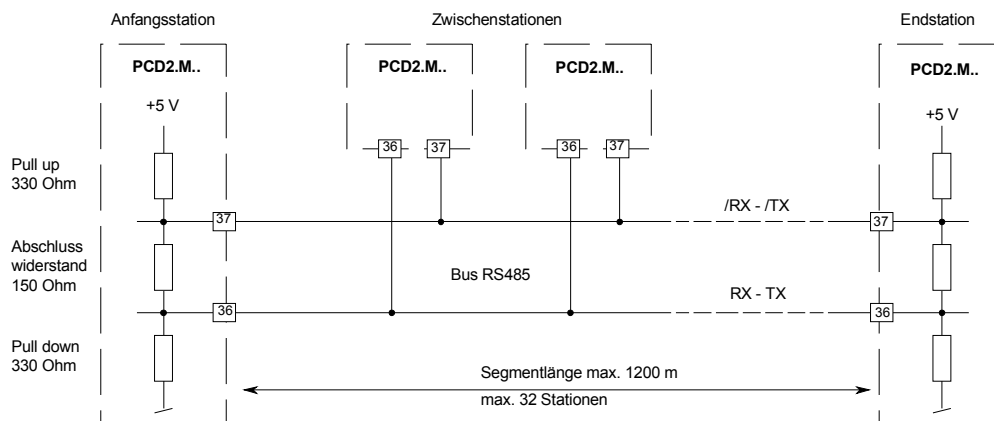 Anfangsstation
Zwischenstationen
Endstation
PCD2.M..
PCD2.M..
PCD2.M..
PCD2.M..
+5 V
+5 V
36
37
36
37
Pull up
330 Ohm
/RX - /TX
37
37
Abschluss
widerstand
150 Ohm
Bus RS485
RX - TX
36
36
Pull down
330 Ohm
Segmentlänge max. 1200 m
max. 32 Stationen